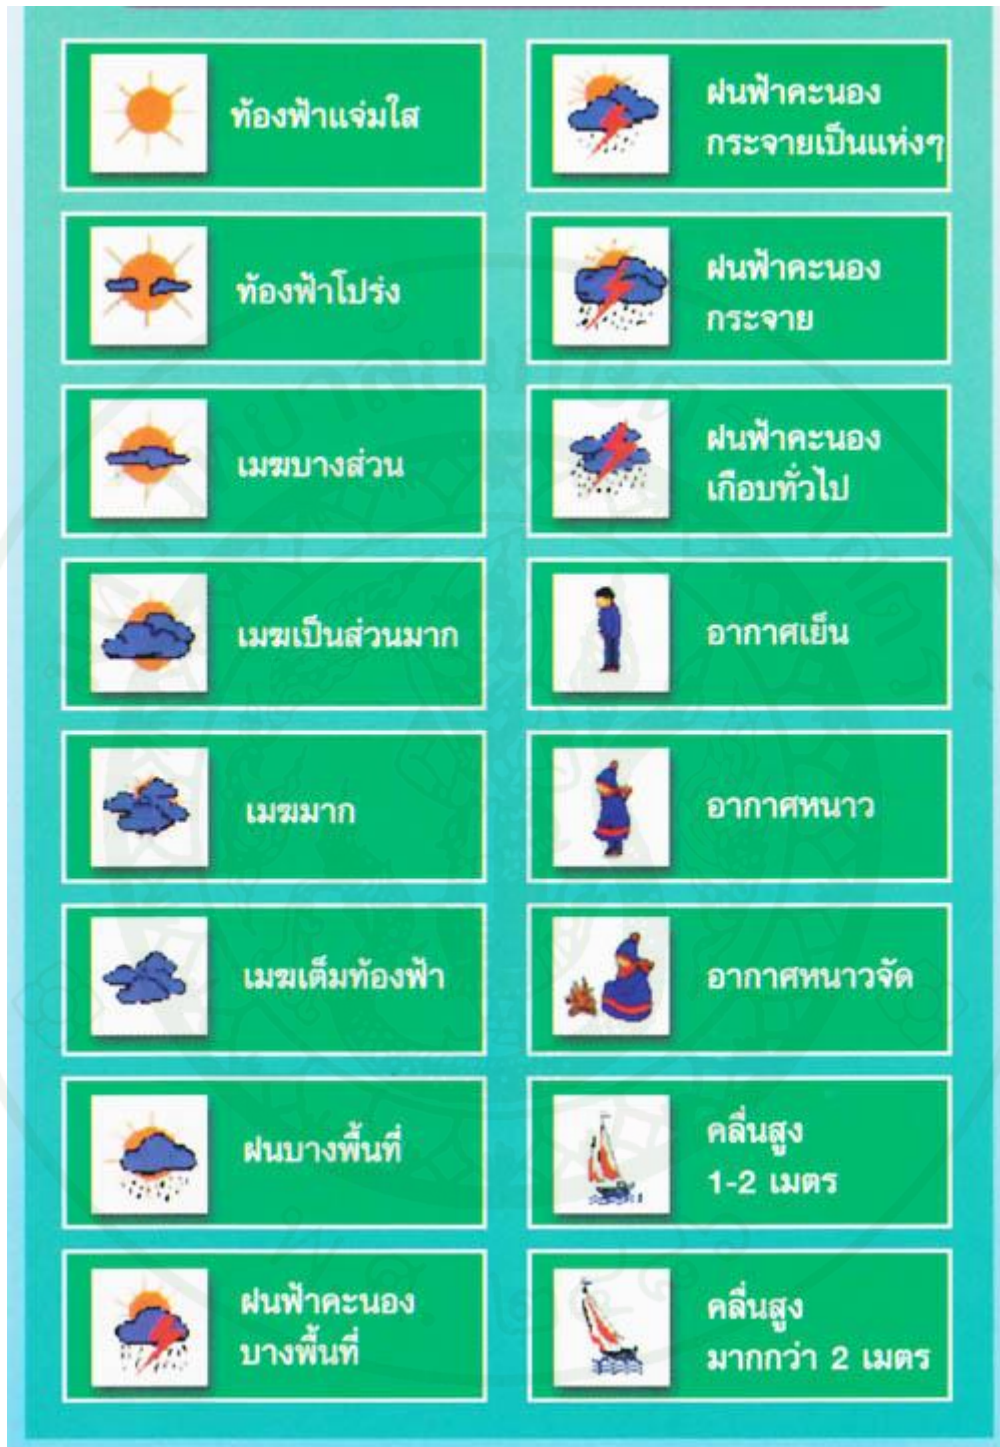 ท้องฟ้าแจ่มใส
ท้องฟ้าโปร่ง
เมฆบางส่วน
เมฆเป็นส่วนมาก
เมฆมาก
เมฆเต็มท้องฟ้า
ฝนบางพื้นที่
ฝนฟ้าคะนอง
บางพื้นที่
ฝนฟ้าคะนอง
กระจายเป็นแห่งๆ
ฝนฟ้าคะนอง
กระจาย
ฝนฟ้าคะนอง
เกือบทั่วไป
อากาศเย็น
อากาศหนาว
อากาศหนาวจัด
คลื่นสูง
1-2 เมตร
คลื่นสูง
มากกว่า 2 เมตร